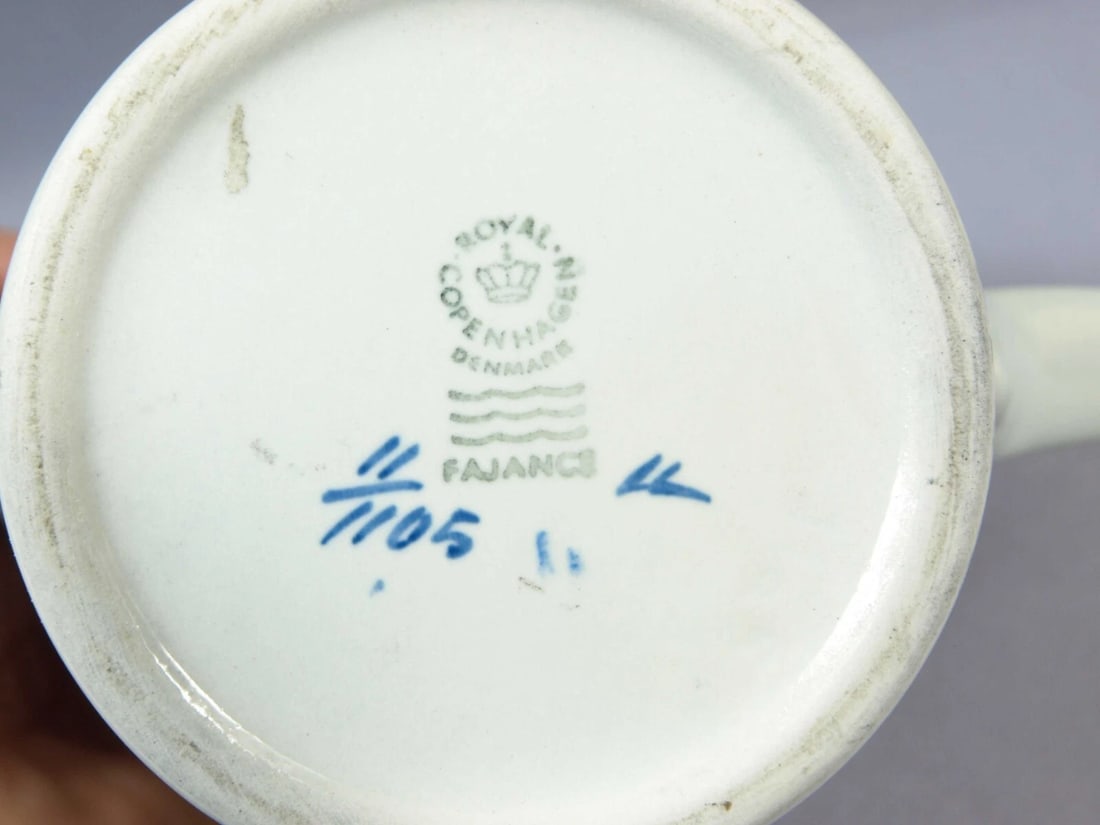 ROYAL
COPENHAGEN
DENMARK
FAJANCE
11
1105